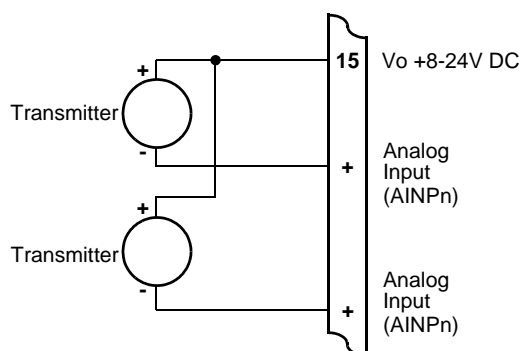 15 Vo +8-24V DC
+
Transmitter
-
+
Analog
Input
(AINPn)
+
Transmitter
-
+
Analog
Input
(AINPn)